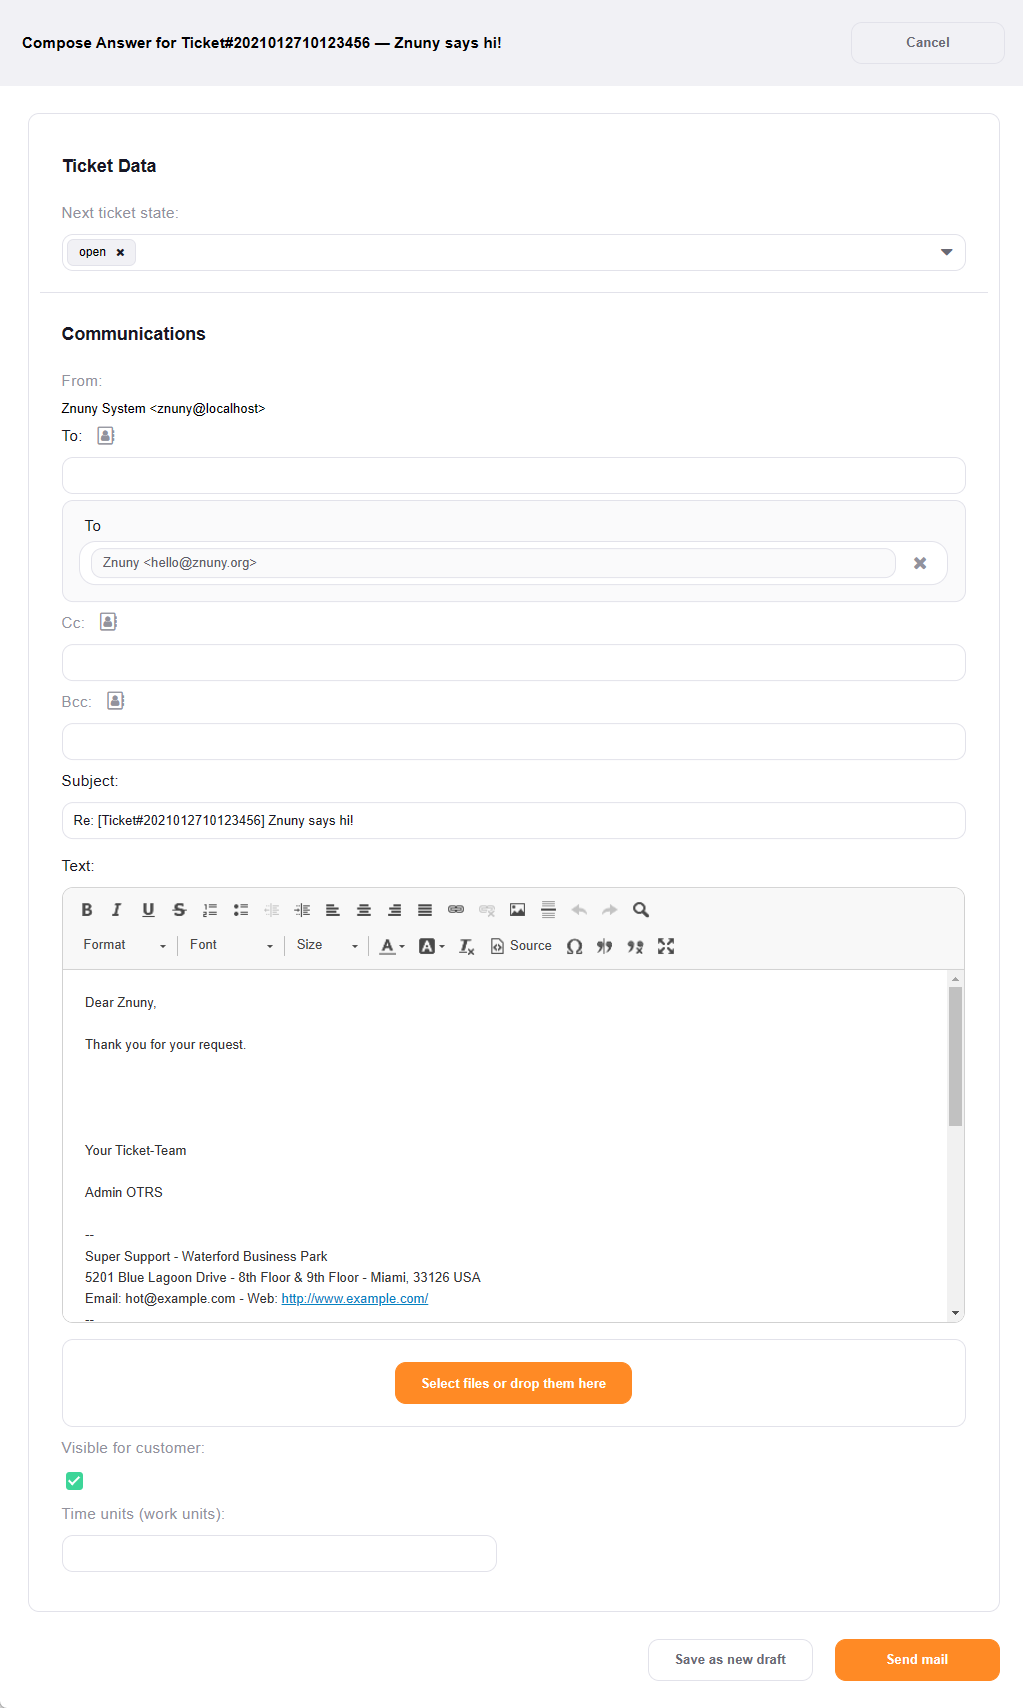 Compose Answer for Ticket#2021012710123456 — Znuny says hi!
Cancel
Ticket Data
Next ticket state:
open
Communications
From:
Znuny System <znuny@localhost>
To:
To
Znuny <hello@znuny.org>
Cc:
Bcc:
Subject:
Re: [Ticket#2021012710123456] Znuny says hi!
Text:
Format Font Size Source
Dear Znuny,
Thank you for your request.
Your Ticket-Team
Admin OTRS
--
Super Support - Waterford Business Park
5201 Blue Lagoon Drive - 8th Floor & 9th Floor - Miami, 33126 USA
Email: hot@example.com - Web: http://www.example.com/
--
Select files or drop them here
Visible for customer:
Time units (work units):
Save as new draft
Send mail